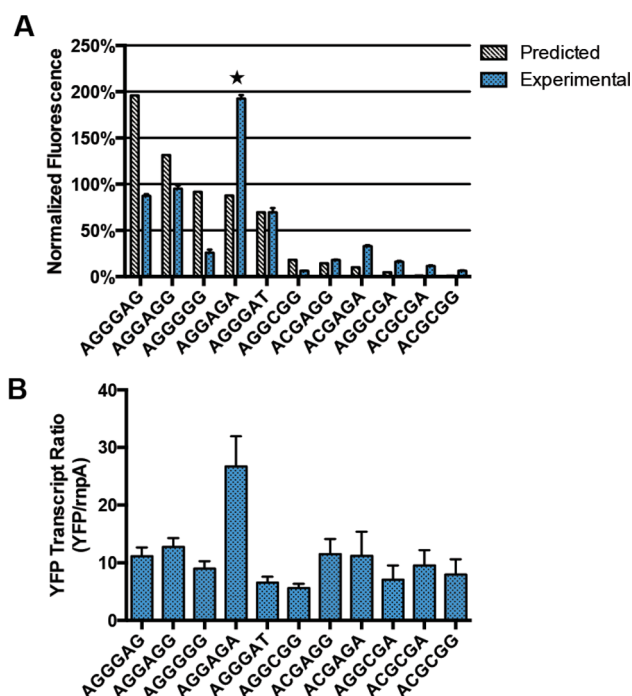 A
Normalized Fluorescence
250%
200%
150%
100%
50%
0%
Predicted
Experimental
AGGGAG
AGGAGG
AGGGGG
AGGAGA
AGGGAT
AGGCGG
ACGAGG
ACGAGA
AGGCGA
ACGCGA
ACGCGG
B
YFP Transcript Ratio
(YFP/rnpA)
40
30
20
10
0
AGGGAG
AGGAGG
AGGGGG
AGGAGA
AGGGAT
AGGCGG
ACGAGG
ACGAGA
AGGCGA
ACGCGA
ACGCGG